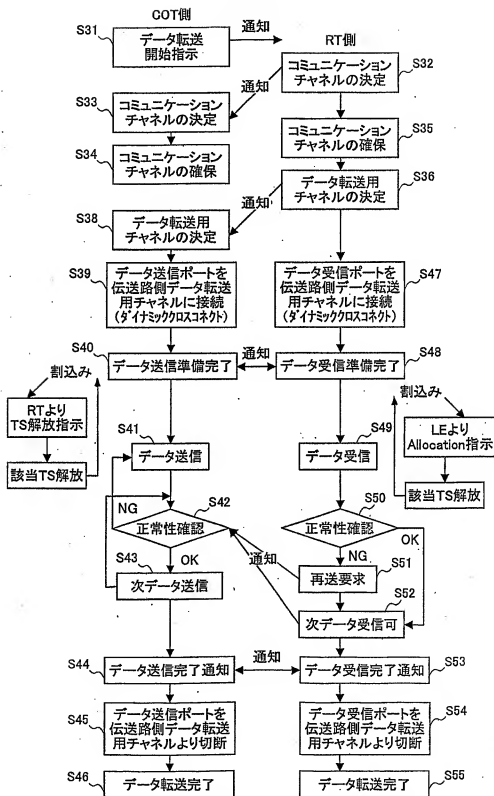 COT側
RT側
S31
データ転送
開始指示
通知
S32
コミュニケーション
チャネルの決定
通知
S33
コミュニケーション
チャネルの決定
S34
コミュニケーション
チャネルの確保
S35
コミュニケーション
チャネルの確保
S36
データ転送用
チャネルの決定
通知
S38
データ転送用
チャネルの決定
S39
データ送信ポートを
伝送路側データ転送
用チャネルに接続
(ダイナミッククロスコネクト)
S47
データ受信ポートを
伝送路側データ転送
用チャネルに接続
(ダイナミッククロスコネクト)
S40
データ送信準備完了
通知
S48
データ受信準備完了
割込み
RTより
TS解放指示
該当TS解放
割込み
LEより
Allocation指示
該当TS解放
S41
データ送信
S49
データ受信
NG
S42
正常性確認
OK
S50
正常性確認
OK
NG
通知
S43
次データ送信
S51
再送要求
S52
次データ受信可
S44
データ送信完了通知
通知
S53
データ受信完了通知
S45
データ送信ポートを
伝送路側データ転送
用チャネルより切断
S54
データ受信ポートを
伝送路側データ転送
用チャネルより切断
S46
データ転送完了
S55
データ転送完了